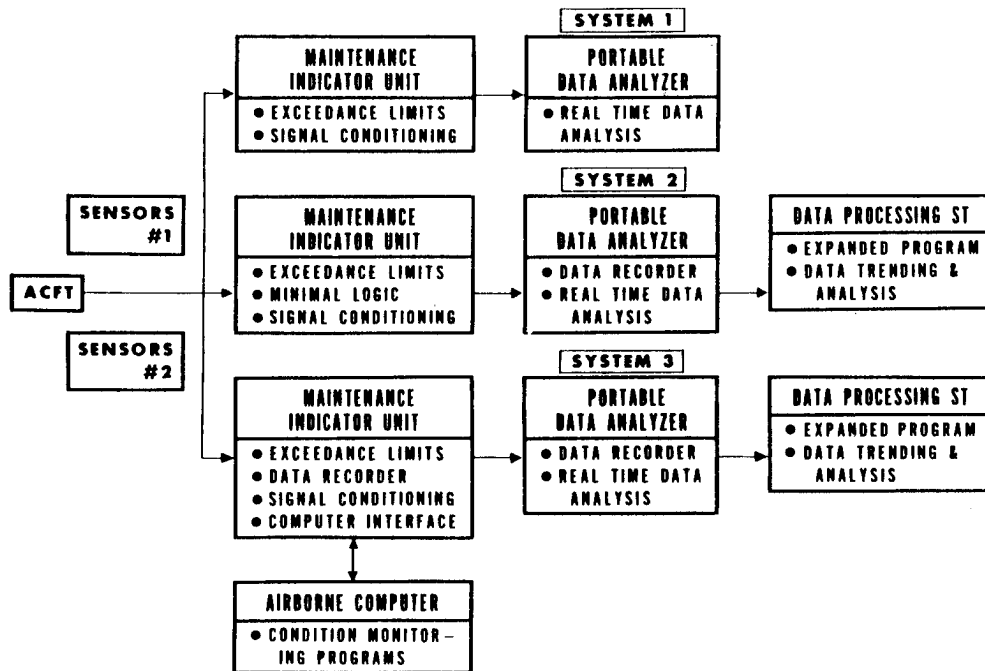 SYSTEM 1
MAINTENANCE
INDICATOR UNIT
● EXCEEDANCE LIMITS
● SIGNAL CONDITIONING
PORTABLE
DATA ANALYZER
● REAL TIME DATA
ANALYSIS
SENSORS
#1
ACFT
SENSORS
#2
SYSTEM 2
MAINTENANCE
INDICATOR UNIT
● EXCEEDANCE LIMITS
● MINIMAL LOGIC
● SIGNAL CONDITIONING
PORTABLE
DATA ANALYZER
● DATA RECORDER
● REAL TIME DATA
ANALYSIS
DATA PROCESSING ST
● EXPANDED PROGRAM
● DATA TRENDING &
ANALYSIS
SYSTEM 3
MAINTENANCE
INDICATOR UNIT
● EXCEEDANCE LIMITS
● DATA RECORDER
● SIGNAL CONDITIONING
● COMPUTER INTERFACE
PORTABLE
DATA ANALYZER
● DATA RECORDER
● REAL TIME DATA
ANALYSIS
DATA PROCESSING ST
● EXPANDED PROGRAM
● DATA TRENDING &
ANALYSIS
AIRBORNE COMPUTER
● CONDITION MONITOR–
ING PROGRAMS